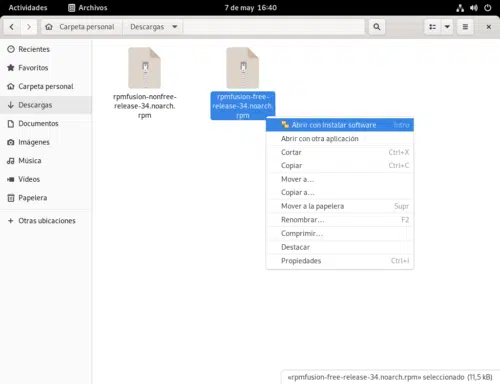 Actividades Archivos 7 de may 16:40
Carpeta personal Descargas
Recientes
Favoritos
Carpeta personal
Descargas
Documentos
Imágenes
Música
Vídeos
Papelera
+ Otras ubicaciones
rpmfusion-nonfree-
release-34.noarch.
rpm
rpmfusion-free-
release-34.noarch.
rpm
Abrir con Instalar software Intro
Abrir con otra aplicación
Cortar Ctrl+X
Copiar Ctrl+C
Mover a…
Copiar a…
Mover a la papelera Supr
Renombrar… F2
Comprimir…
Destacar
Propiedades Ctrl+I
«rpmfusion-free-release-34.noarch.rpm» seleccionado (11,5 kB)